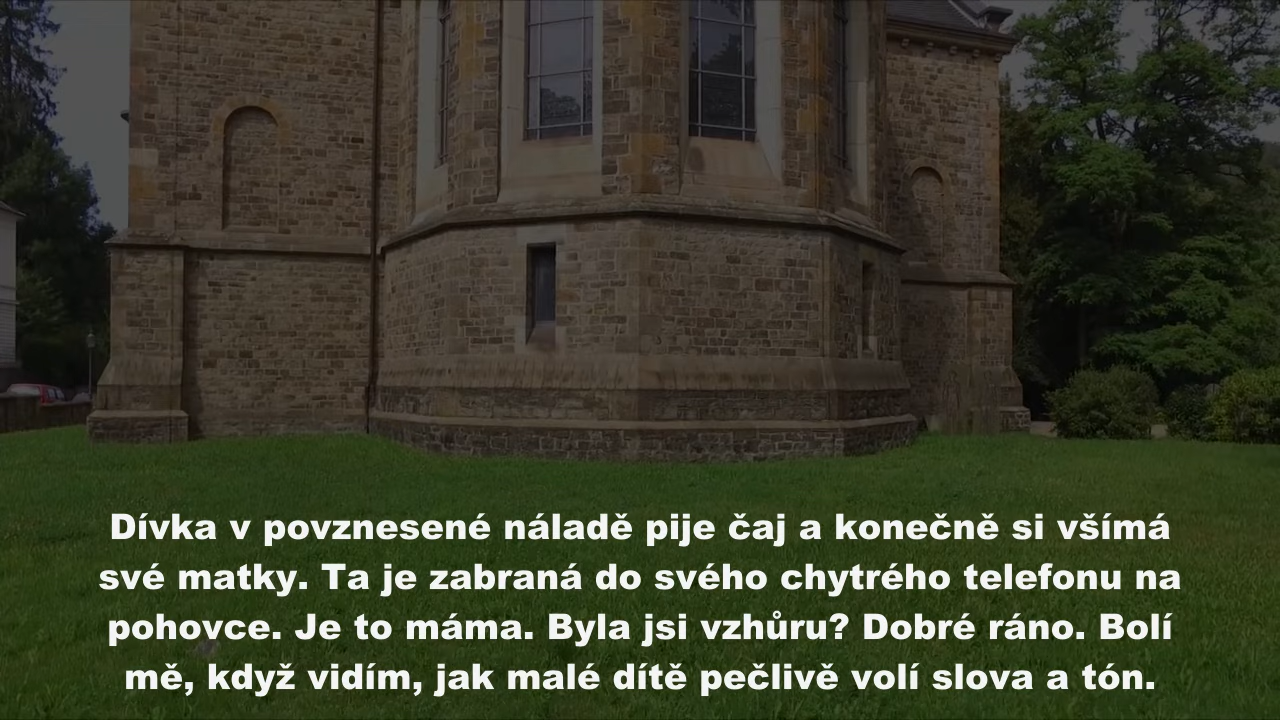 Dívka v povznesené náladě pije čaj a konečně si všímá
své matky. Ta je zabraná do svého chytrého telefonu na
pohovce. Je to máma. Byla jsi vzhůru? Dobré ráno. Bolí
mě, když vidím, jak malé dítě pečlivě volí slova a tón.